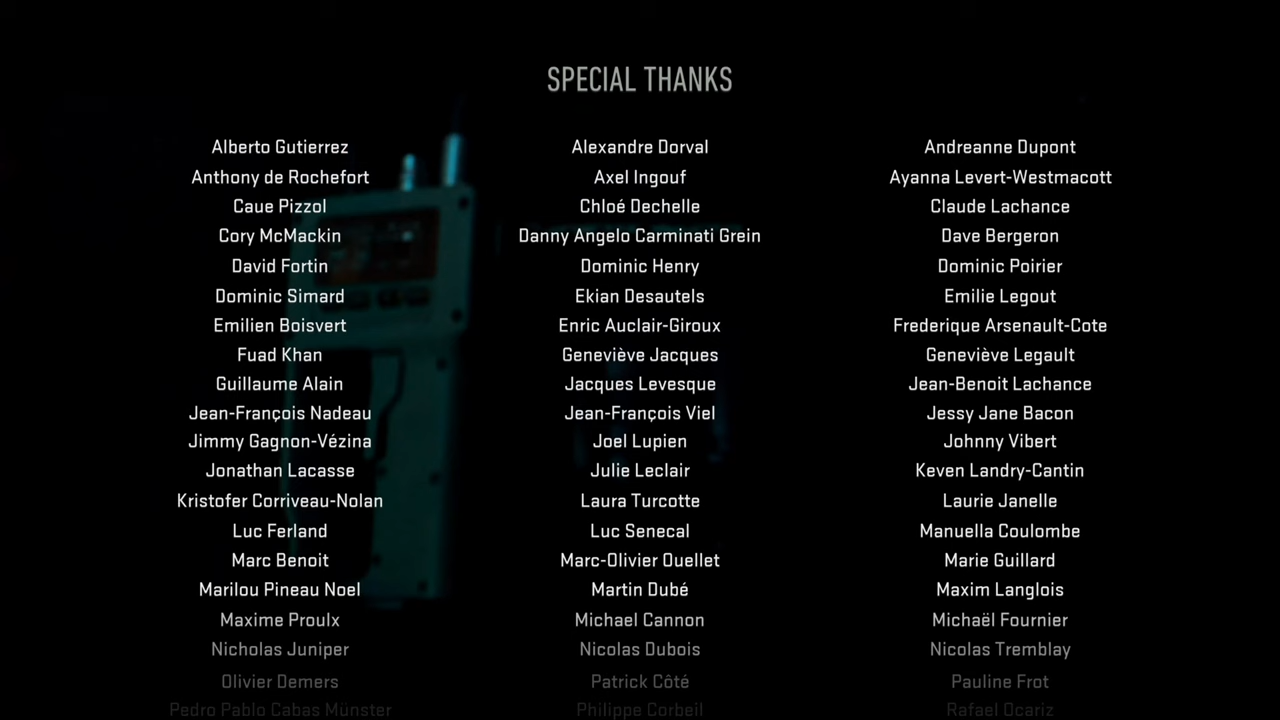 SPECIAL THANKS
Alberto Gutierrez Alexandre Dorval Andreanne Dupont
Anthony de Rochefort Axel Ingouf Ayanna Levert-Westmacott
Caue Pizzol Chloé Dechelle Claude Lachance
Cory McMackin Danny Angelo Carminati Grein Dave Bergeron
David Fortin Dominic Henry Dominic Poirier
Dominic Simard Ekian Desautels Emilie Legout
Emilien Boisvert Enric Auclair-Giroux Frederique Arsenault-Cote
Fuad Khan Geneviève Jacques Geneviève Legault
Guillaume Alain Jacques Levesque Jean-Benoit Lachance
Jean-François Nadeau Jean-François Viel Jessy Jane Bacon
Jimmy Gagnon-Vézina Joel Lupien Johnny Vibert
Jonathan Lacasse Julie Leclair Keven Landry-Cantin
Kristofer Corriveau-Nolan Laura Turcotte Laurie Janelle
Luc Ferland Luc Senecal Manuella Coulombe
Marc Benoit Marc-Olivier Ouellet Marie Guillard
Marilou Pineau Noel Martin Dubé Maxim Langlois
Maxime Proulx Michael Cannon Michaël Fournier
Nicholas Juniper Nicolas Dubois Nicolas Tremblay
Olivier Demers Patrick Côté Pauline Frot
Pedro Pablo Cabas Münster Philippe Corbeil Rafael Ocariz